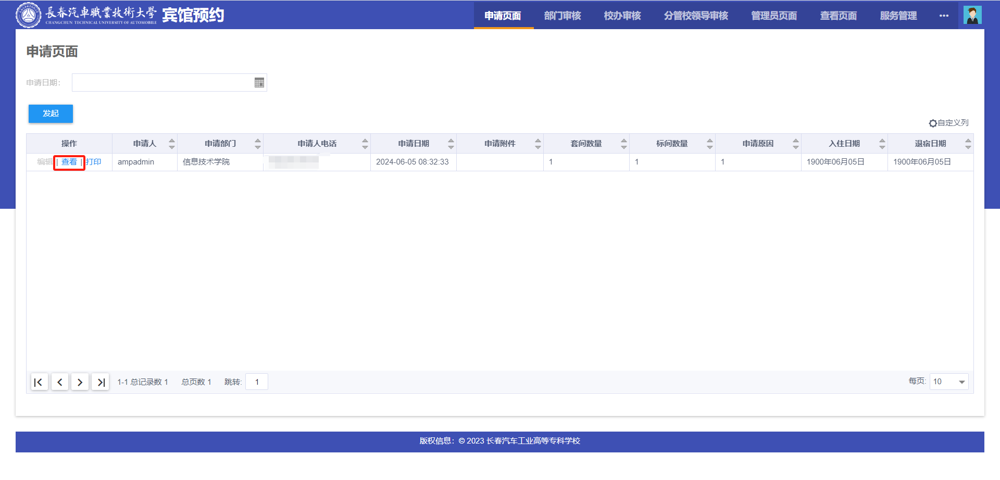 長春汽車職業技術大學
CHANGCHUN TECHNICAL UNIVERSITY OF AUTOMOBILE
宾馆预约
申请页面 部门审核 校办审核 分管校领导审核 管理员页面 查看页面 服务管理 •••
申请页面
申请日期：
发起
自定义列
操作 申请人 申请部门 申请人电话 申请日期 申请附件 套间数量 标间数量 申请原因 入住日期 退宿日期
编辑 | 查看 | 打印 ampadmin 信息技术学院 2024-06-05 08:32:33 1 1 1 1900年06月05日 1900年06月05日
1-1 总记录数 1 总页数 1 跳转: 1 每页: 10
版权信息：© 2023 长春汽车工业高等专科学校